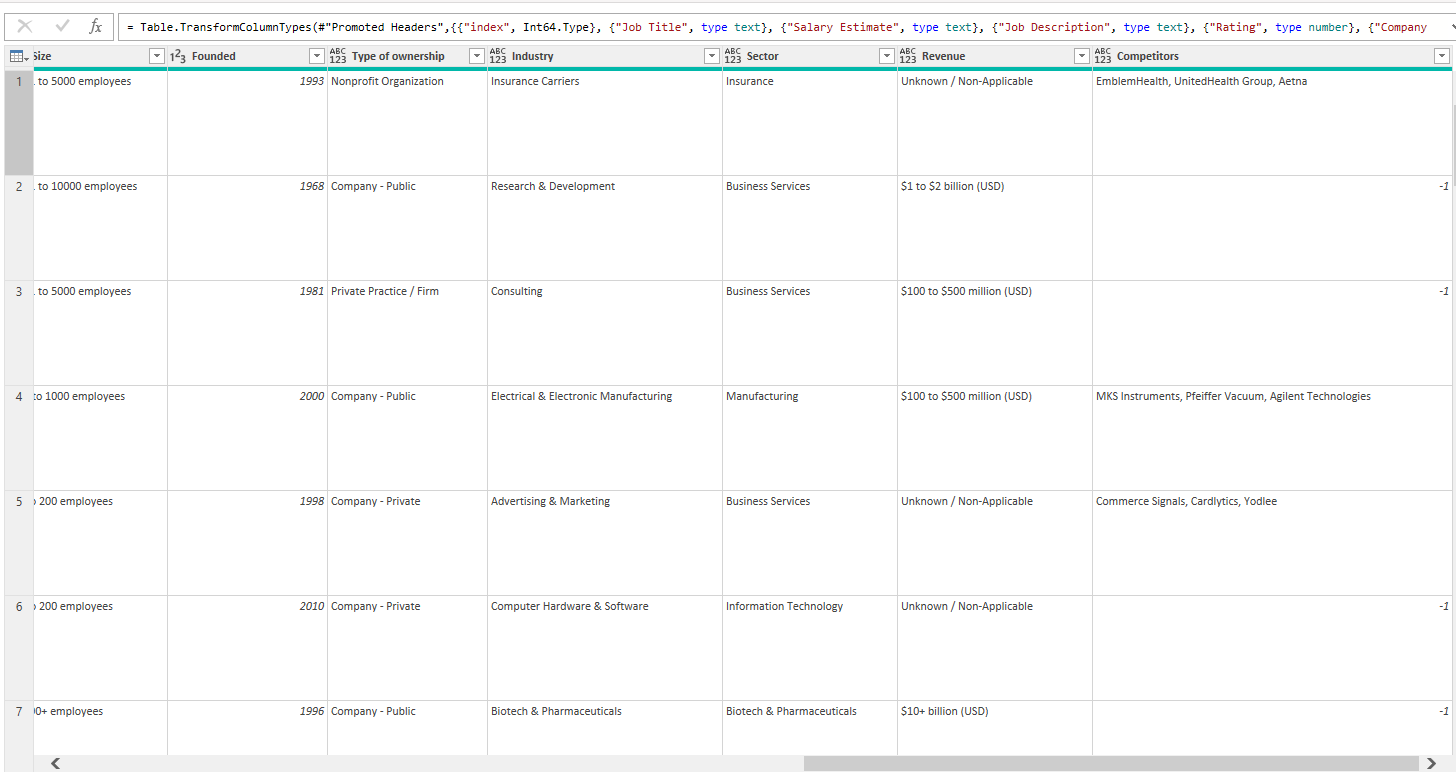 fx = Table.TransformColumnTypes(#"Promoted Headers",{{"index", Int64.Type}, {"Job Title", type text}, {"Salary Estimate", type text}, {"Job Description", type text}, {"Rating", type number}, {"Company
Size 1²3 Founded ABC 123 Type of ownership ABC 123 Industry ABC 123 Sector ABC 123 Revenue ABC 123 Competitors
1 to 5000 employees 1993 Nonprofit Organization Insurance Carriers Insurance Unknown / Non-Applicable EmblemHealth, UnitedHealth Group, Aetna
2 to 10000 employees 1968 Company - Public Research & Development Business Services $1 to $2 billion (USD) -1
3 to 5000 employees 1981 Private Practice / Firm Consulting Business Services $100 to $500 million (USD) -1
4 to 1000 employees 2000 Company - Public Electrical & Electronic Manufacturing Manufacturing $100 to $500 million (USD) MKS Instruments, Pfeiffer Vacuum, Agilent Technologies
5 200 employees 1998 Company - Private Advertising & Marketing Business Services Unknown / Non-Applicable Commerce Signals, Cardlytics, Yodlee
6 200 employees 2010 Company - Private Computer Hardware & Software Information Technology Unknown / Non-Applicable -1
7 0+ employees 1996 Company - Public Biotech & Pharmaceuticals Biotech & Pharmaceuticals $10+ billion (USD) -1